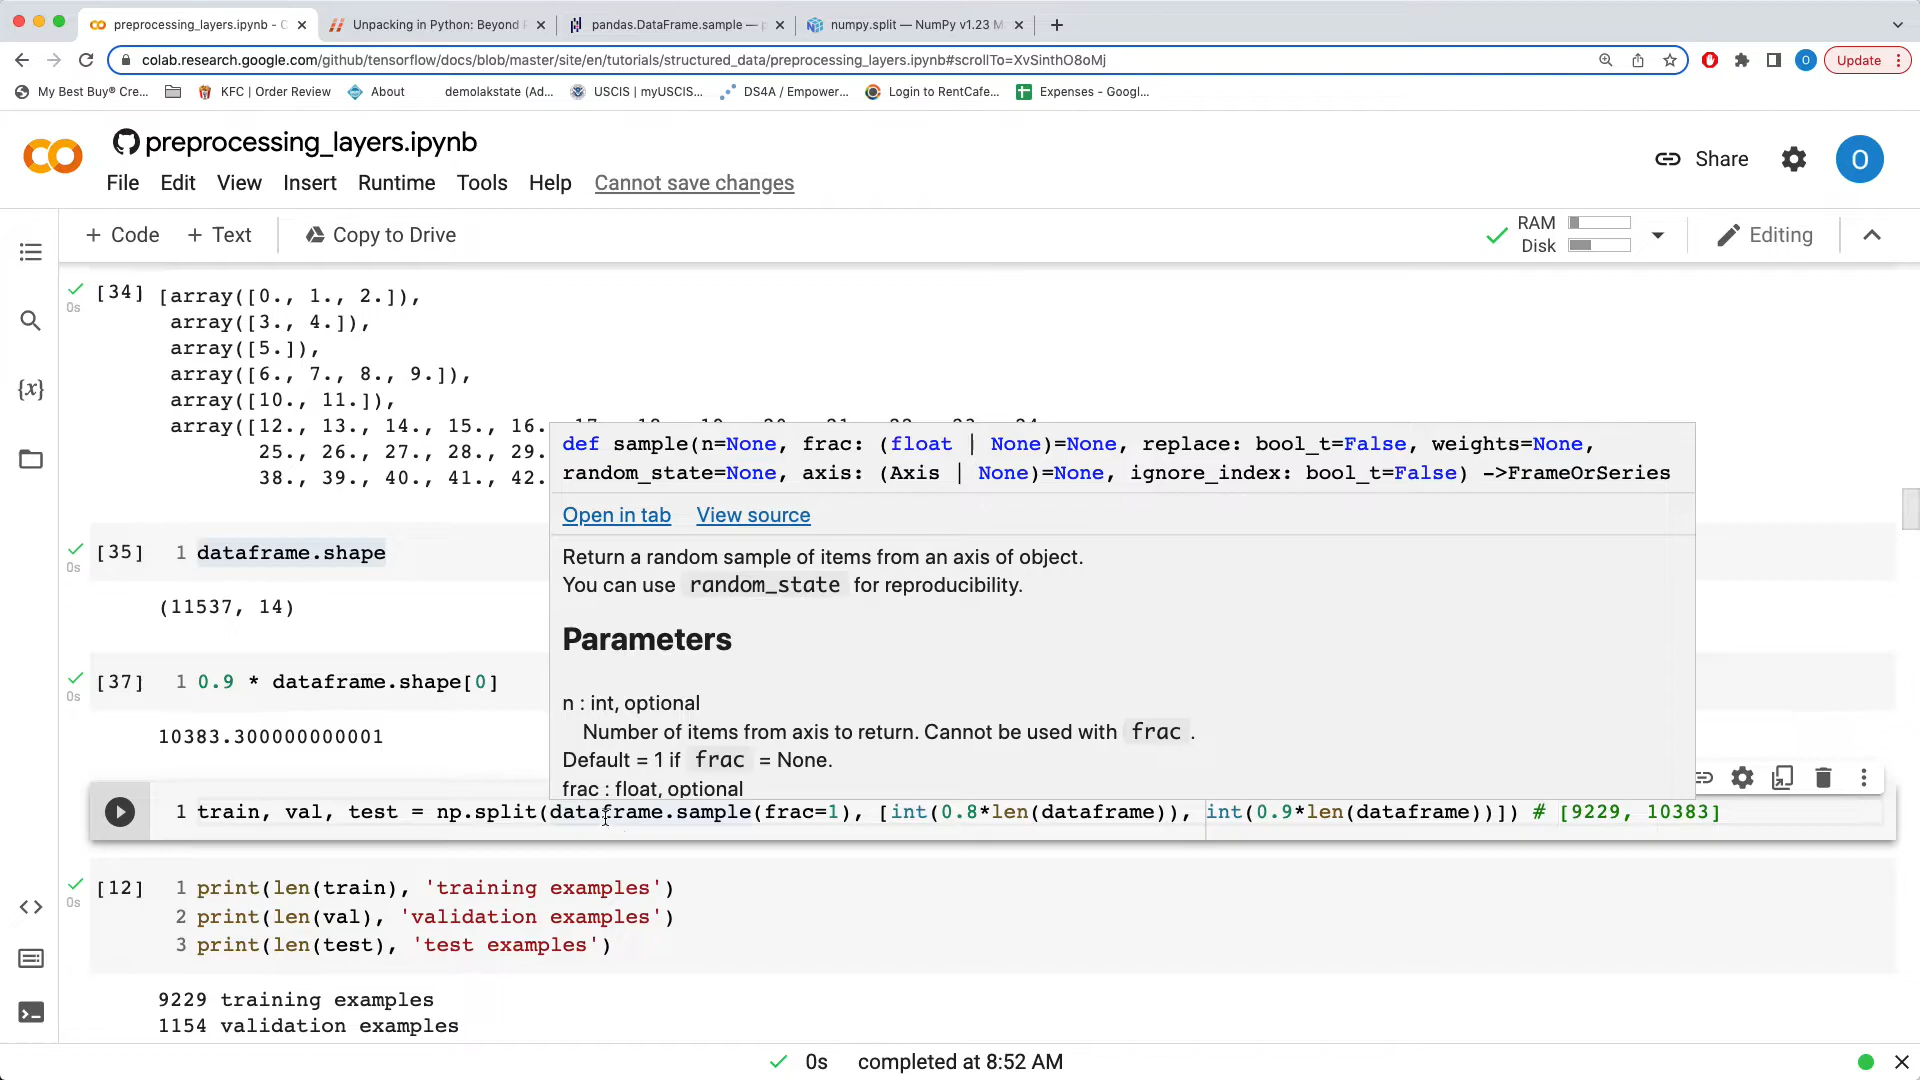 preprocessing_layers.ipynb - C
Unpacking in Python: Beyond P
pandas.DataFrame.sample — p
numpy.split — NumPy v1.23 M
colab.research.google.com/github/tensorflow/docs/blob/master/site/en/tutorials/structured_data/preprocessing_layers.ipynb#scrollTo=XvSinthO8oMj
O
Update
My Best Buy® Cre...
KFC | Order Review
About
demolakstate (Ad...
USCIS | myUSCIS...
DS4A / Empower...
Login to RentCafe...
Expenses - Googl...
preprocessing_layers.ipynb
File Edit View Insert Runtime Tools Help Cannot save changes
Share
O
+ Code + Text Copy to Drive
RAM
Disk
Editing
[34] [array([0., 1., 2.]),
0s
array([3., 4.]),
array([5.]),
array([6., 7., 8., 9.]),
array([10., 11.]),
array([12., 13., 14., 15., 16.
25., 26., 27., 28., 29.
38., 39., 40., 41., 42.
def sample(n=None, frac: (float | None)=None, replace: bool_t=False, weights=None,
random_state=None, axis: (Axis | None)=None, ignore_index: bool_t=False) ->FrameOrSeries
Open in tab View source
Return a random sample of items from an axis of object.
You can use random_state for reproducibility.
Parameters
n : int, optional
Number of items from axis to return. Cannot be used with frac .
Default = 1 if frac = None.
frac : float, optional
[35] 1 dataframe.shape
0s
(11537, 14)
[37] 1 0.9 * dataframe.shape[0]
0s
10383.300000000001
1 train, val, test = np.split(dataframe.sample(frac=1), [int(0.8*len(dataframe)), int(0.9*len(dataframe))]) # [9229, 10383]
[12] 1 print(len(train), 'training examples')
0s
2 print(len(val), 'validation examples')
3 print(len(test), 'test examples')
9229 training examples
1154 validation examples
0s completed at 8:52 AM